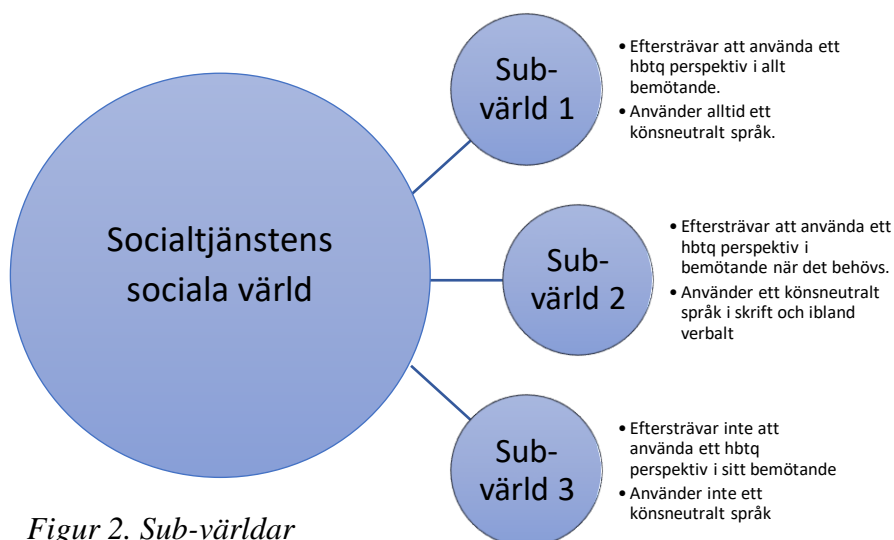 Socialtjänstens
sociala värld
Sub-
värld 1
• Eftersträvar att använda ett
hbtq perspektiv i allt
bemötande.
• Använder alltid ett
könsneutralt språk.
Sub-
värld 2
• Eftersträvar att använda ett
hbtq perspektiv i
bemötande när det behövs.
• Använder ett könsneutralt
språk i skrift och ibland
verbalt
Sub-
värld 3
• Eftersträvar inte att
använda ett hbtq
perspektiv i sitt bemötande
• Använder inte ett
könsneutralt språk
Figur 2. Sub-världar